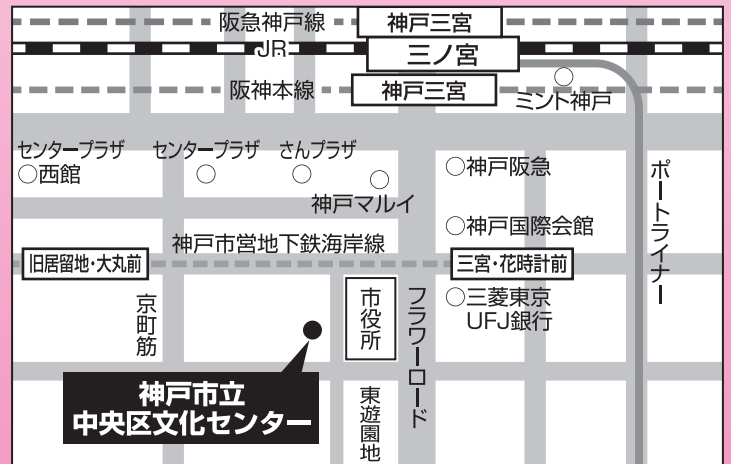 阪急神戸線
神戸三宮
JR
三ノ宮
阪神本線
神戸三宮
ミント神戸
センタープラザ
西館
センタープラザ
さんプラザ
神戸マルイ
神戸阪急
神戸国際会館
ポートライナー
神戸市営地下鉄海岸線
旧居留地・大丸前
三宮・花時計前
京町筋
市役所
フラワーロード
三菱東京
UFJ銀行
神戸市立
中央区文化センター
東遊園地